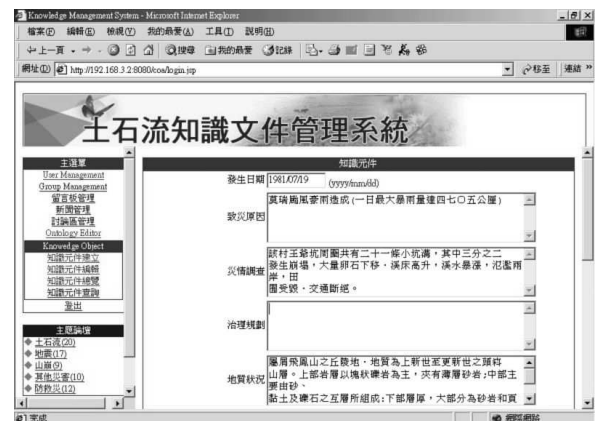 Knowledge Management System - Microsoft Internet Explorer
檔案(F) 編輯(E) 檢視(V) 我的最愛(A) 工具(T) 說明(H)
上一頁 搜尋 我的最愛 記錄
網址(D) http://192.168.3.2:8080/coa/login.jsp 移至 連結 »
土石流知識文件管理系統
主選單
User Management
Group Management
留言板管理
新聞管理
討論區管理
Ontology Editor
Knowledge Object
知識元件建立
知識元件編輯
知識元件總覽
知識元件查詢
登出
主題論壇
土石流(20)
地震(17)
山崩(9)
其他災害(10)
防救災(12)
知識元件
發生日期 1981/07/19 (yyyy/mm/dd)
致災原因 莫瑞颱風豪雨造成(一日最大暴雨量達四七〇五公厘)
災情調查 該村王爺坑周圍共有二十一條小坑溝，其中三分之二
發生崩塌，大量卵石下移，溪床高升，溪水暴漲，氾濫兩
岸，田
園受毀、交通斷絕。
治理規劃
地質狀況 屬屑飛鳳山之丘陵地，地質為上新世至更新世之頭嵙
山層。上部岩層以塊狀礫岩為主，夾有薄層砂岩;中部主
要由砂、
黏土及礫石之互層所組成;下部層厚，大部分為砂岩和頁
完成 網際網路